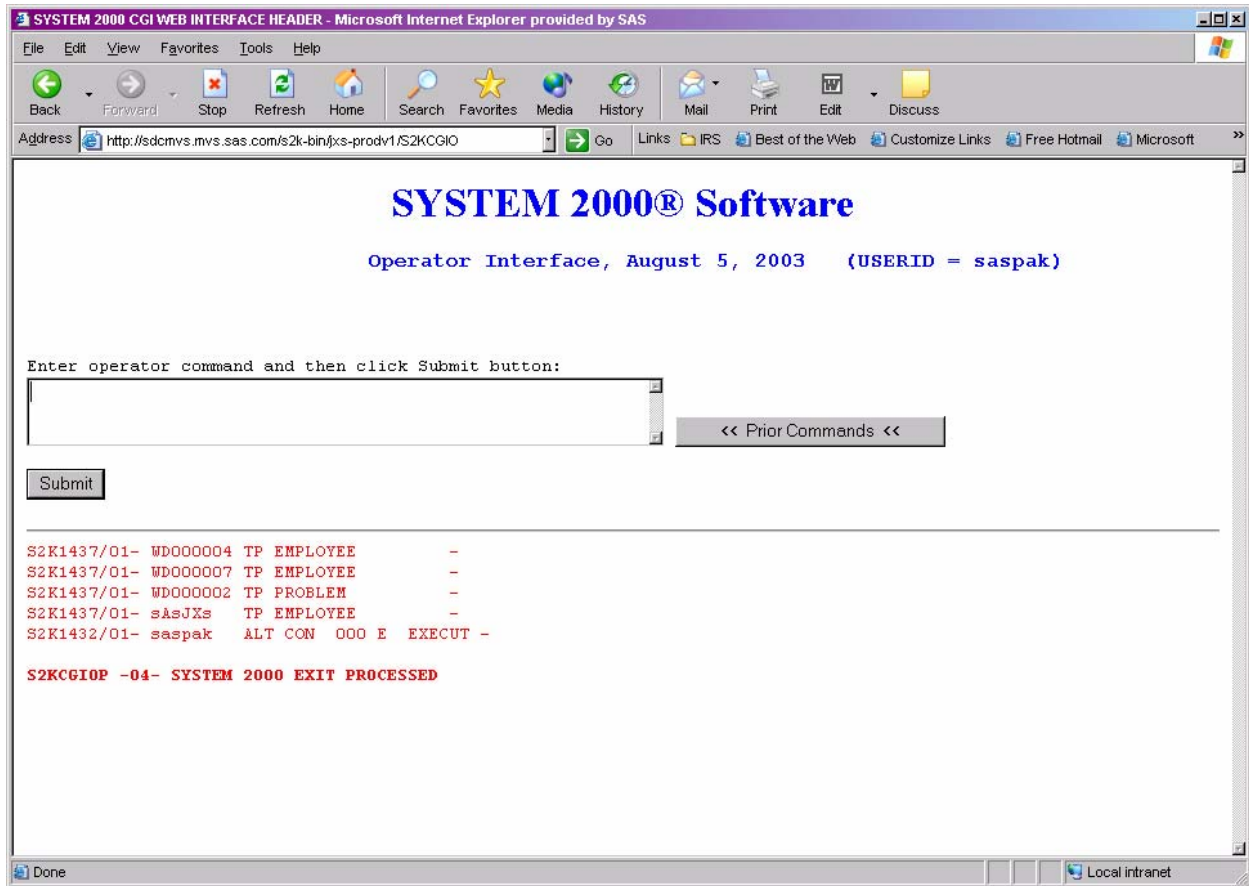 SYSTEM 2000 CGI WEB INTERFACE HEADER - Microsoft Internet Explorer provided by SAS
File Edit View Favorites Tools Help
Back Forward Stop Refresh Home Search Favorites Media History Mail Print Edit Discuss
Address http://sdcmvs.mvs.sas.com/s2k-bin/jxs-prodv1/S2KCGIO Go Links IRS Best of the Web Customize Links Free Hotmail Microsoft »
SYSTEM 2000® Software
Operator Interface, August 5, 2003 (USERID = saspak)
Enter operator command and then click Submit button:
<< Prior Commands <<
Submit
S2K1437/01- WD000004 TP EMPLOYEE -
S2K1437/01- WD000007 TP EMPLOYEE -
S2K1437/01- WD000002 TP PROBLEM -
S2K1437/01- sAsJXs TP EMPLOYEE -
S2K1432/01- saspak ALT CON 000 E EXECUT -
S2KCGIOP -04- SYSTEM 2000 EXIT PROCESSED
Done Local intranet